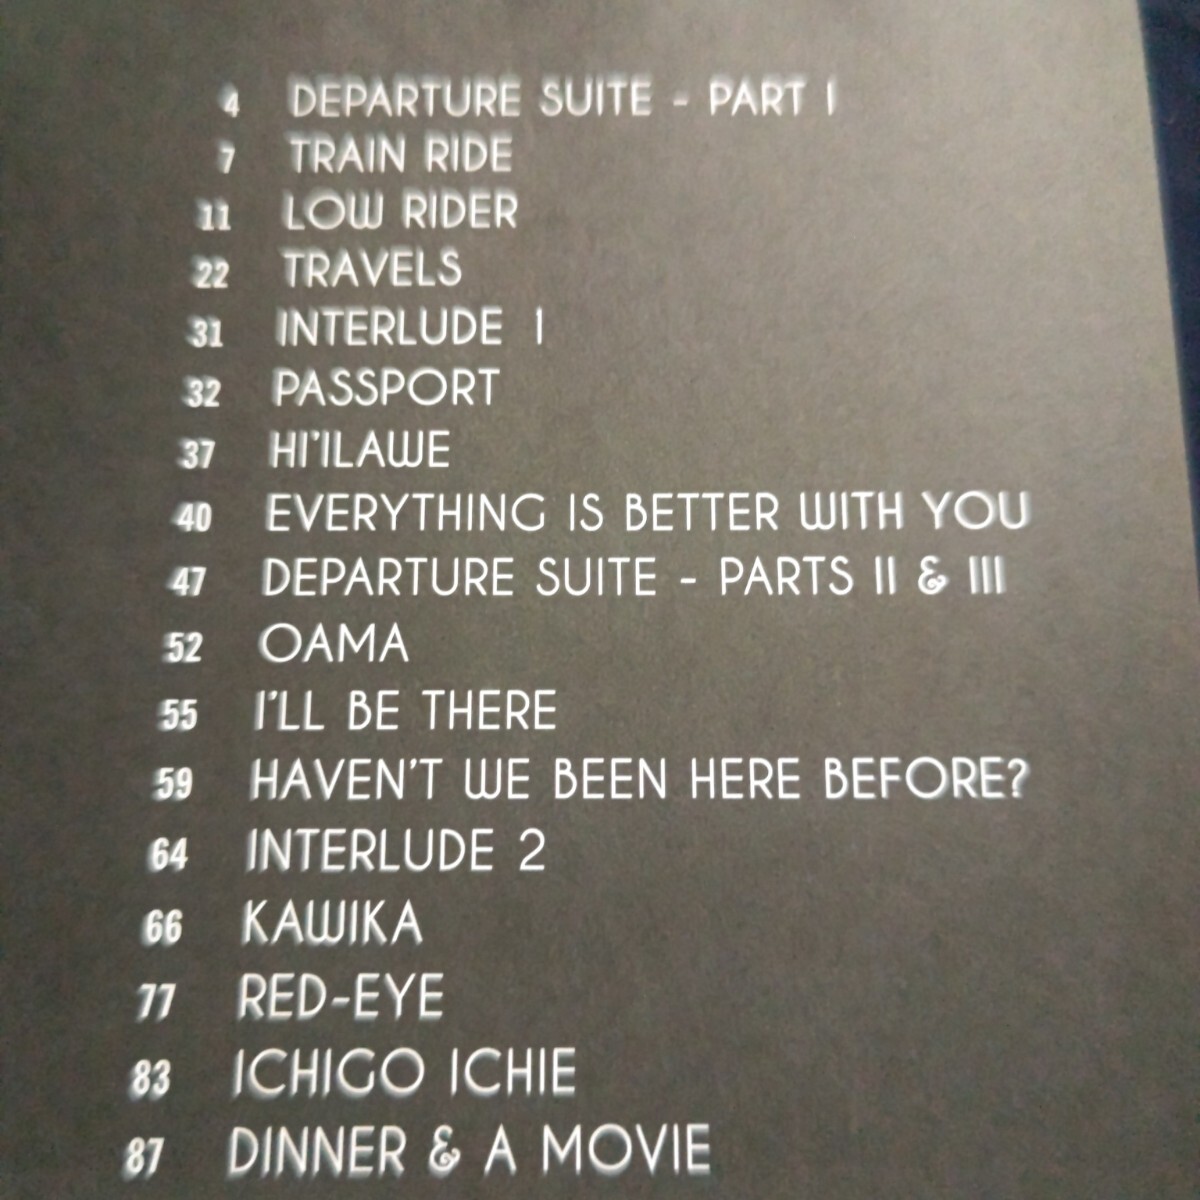 4 DEPARTURE SUITE - PART I
7 TRAIN RIDE
11 LOW RIDER
22 TRAVELS
31 INTERLUDE 1
32 PASSPORT
37 HI'ILAWE
40 EVERYTHING IS BETTER WITH YOU
47 DEPARTURE SUITE - PARTS II & III
52 OAMA
55 I'LL BE THERE
59 HAVEN'T WE BEEN HERE BEFORE?
64 INTERLUDE 2
66 KAWIKA
77 RED-EYE
83 ICHIGO ICHIE
87 DINNER & A MOVIE